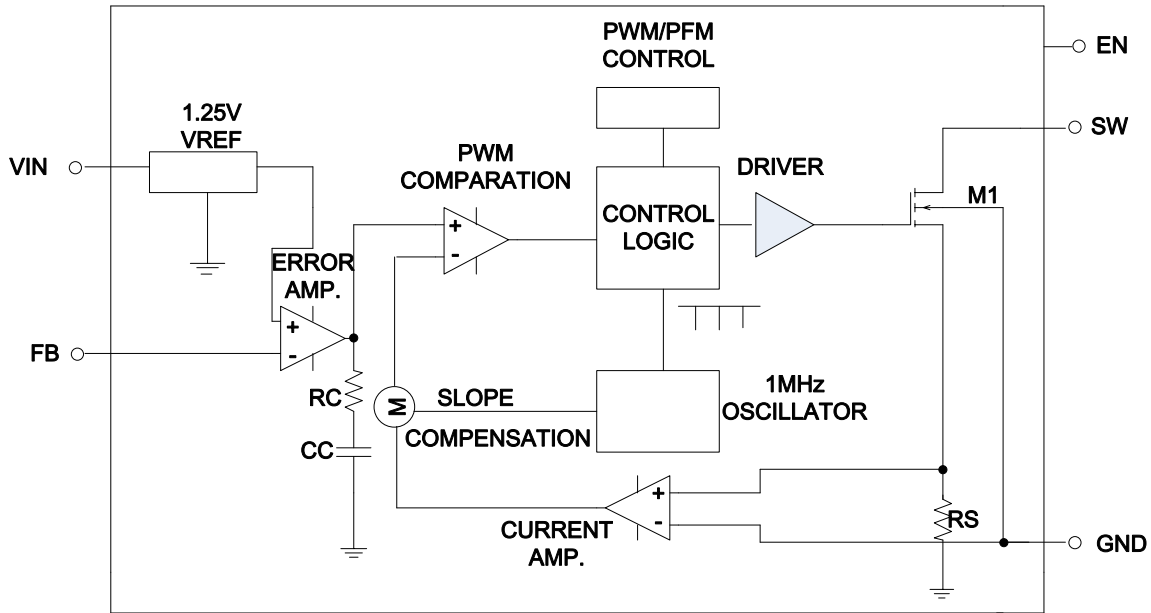 PWM/PFM
CONTROL
EN
1.25V
VREF
SW
VIN
PWM
COMPARATION
DRIVER
M1
+
-
CONTROL
LOGIC
ERROR
AMP.
+
-
FB
1MHz
OSCILLATOR
RC
M
SLOPE
COMPENSATION
CC
+
-
CURRENT
AMP.
RS
GND